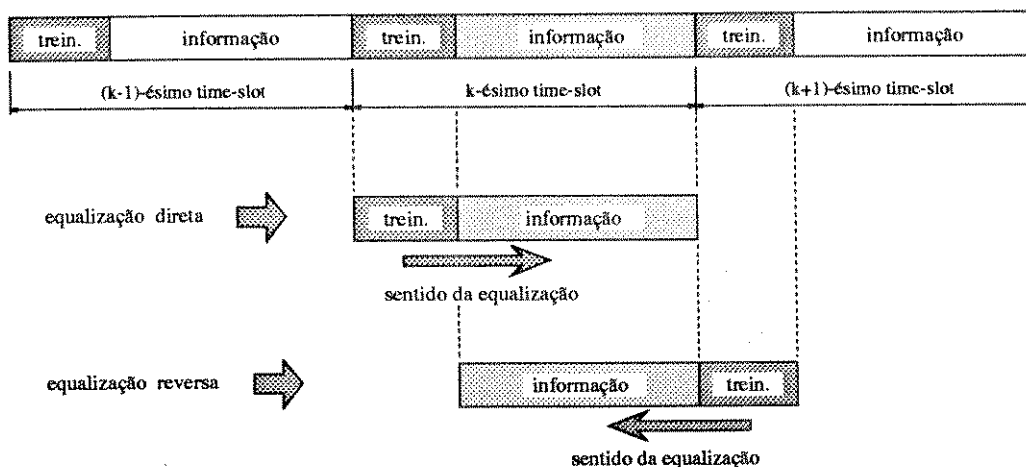 trein. informação trein. informação trein. informação
(k-1)-ésimo time-slot k-ésimo time-slot (k+1)-ésimo time-slot
equalização direta trein. informação
sentido da equalização
equalização reversa informação trein.
sentido da equalização